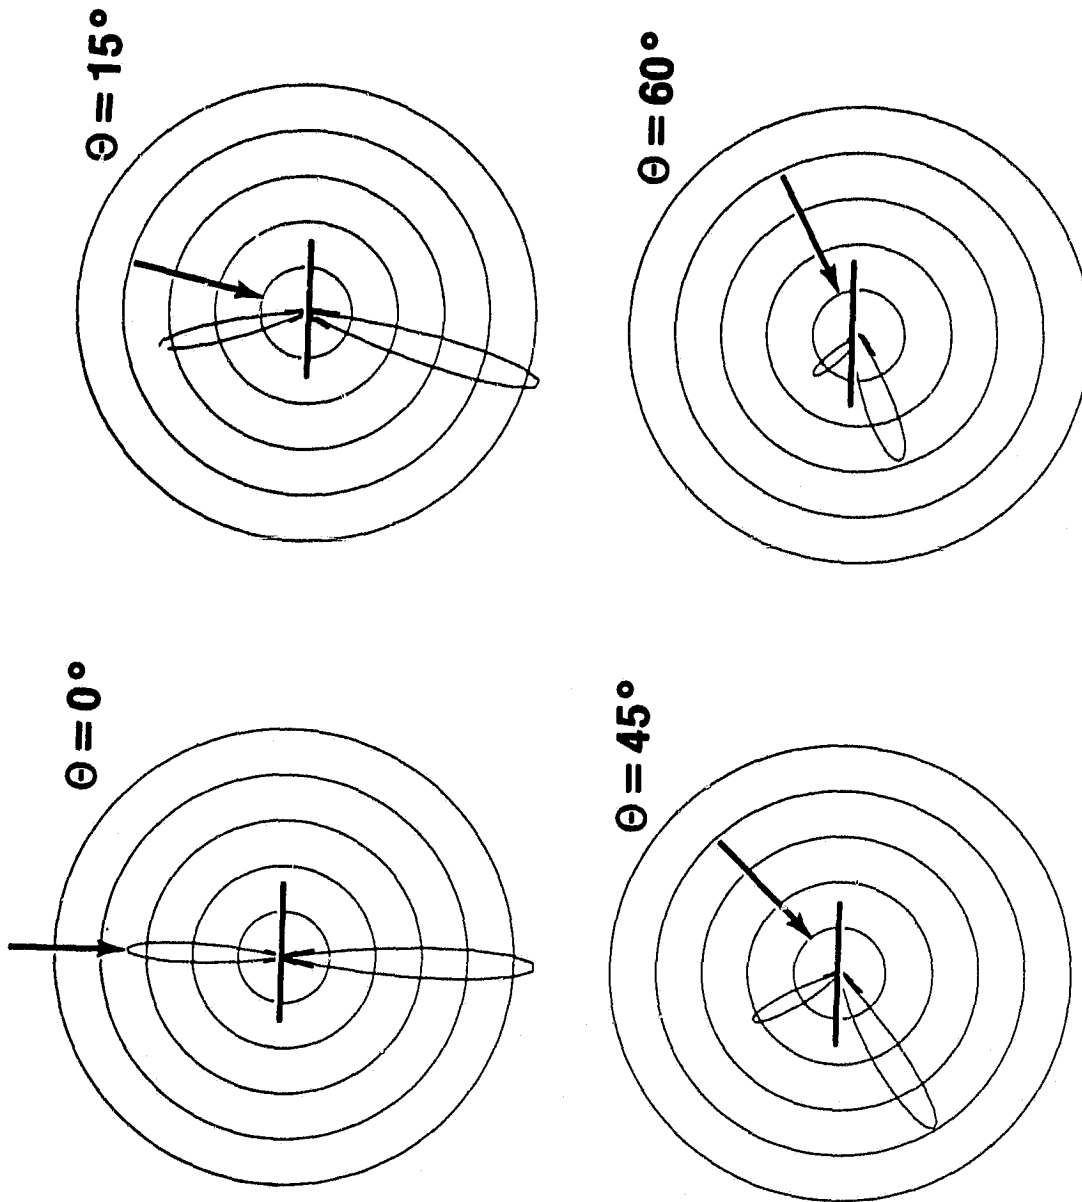 Θ = 0°
Θ = 15°
Θ = 45°
Θ = 60°